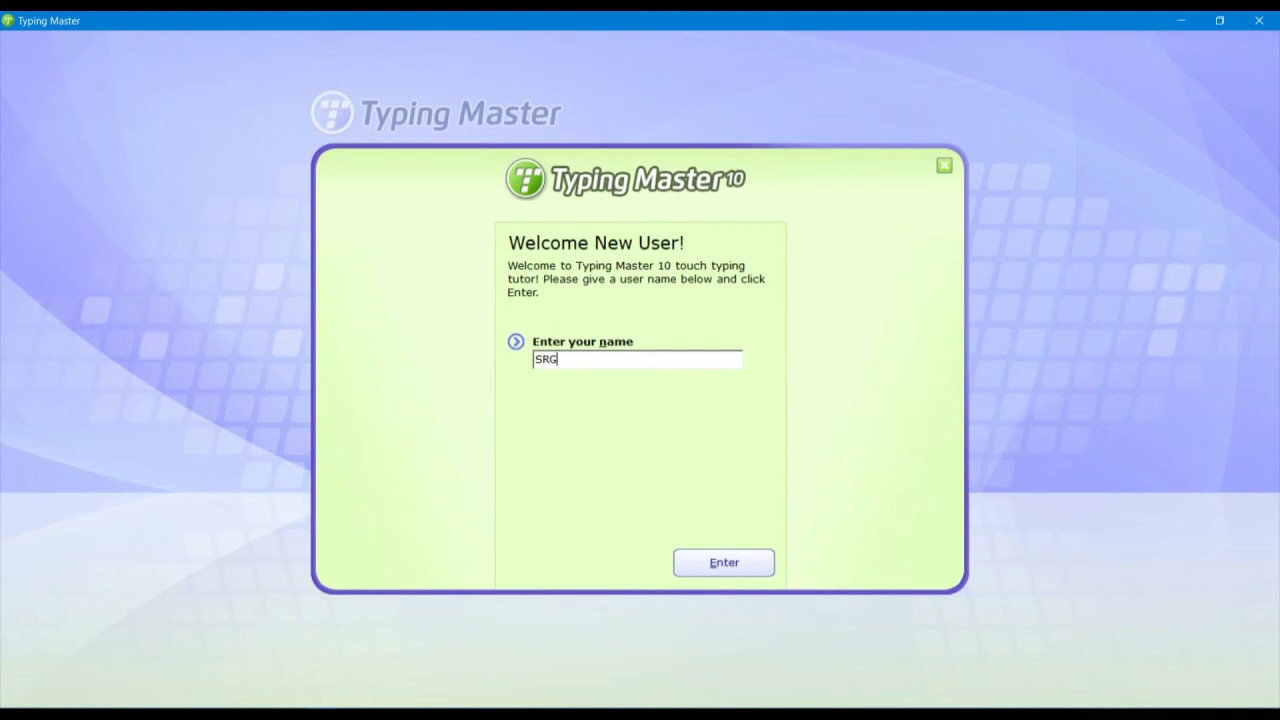 Typing Master
Typing Master
Typing Master 10
Welcome New User!
Welcome to Typing Master 10 touch typing
tutor! Please give a user name below and click
Enter.
Enter your name
SRG
Enter